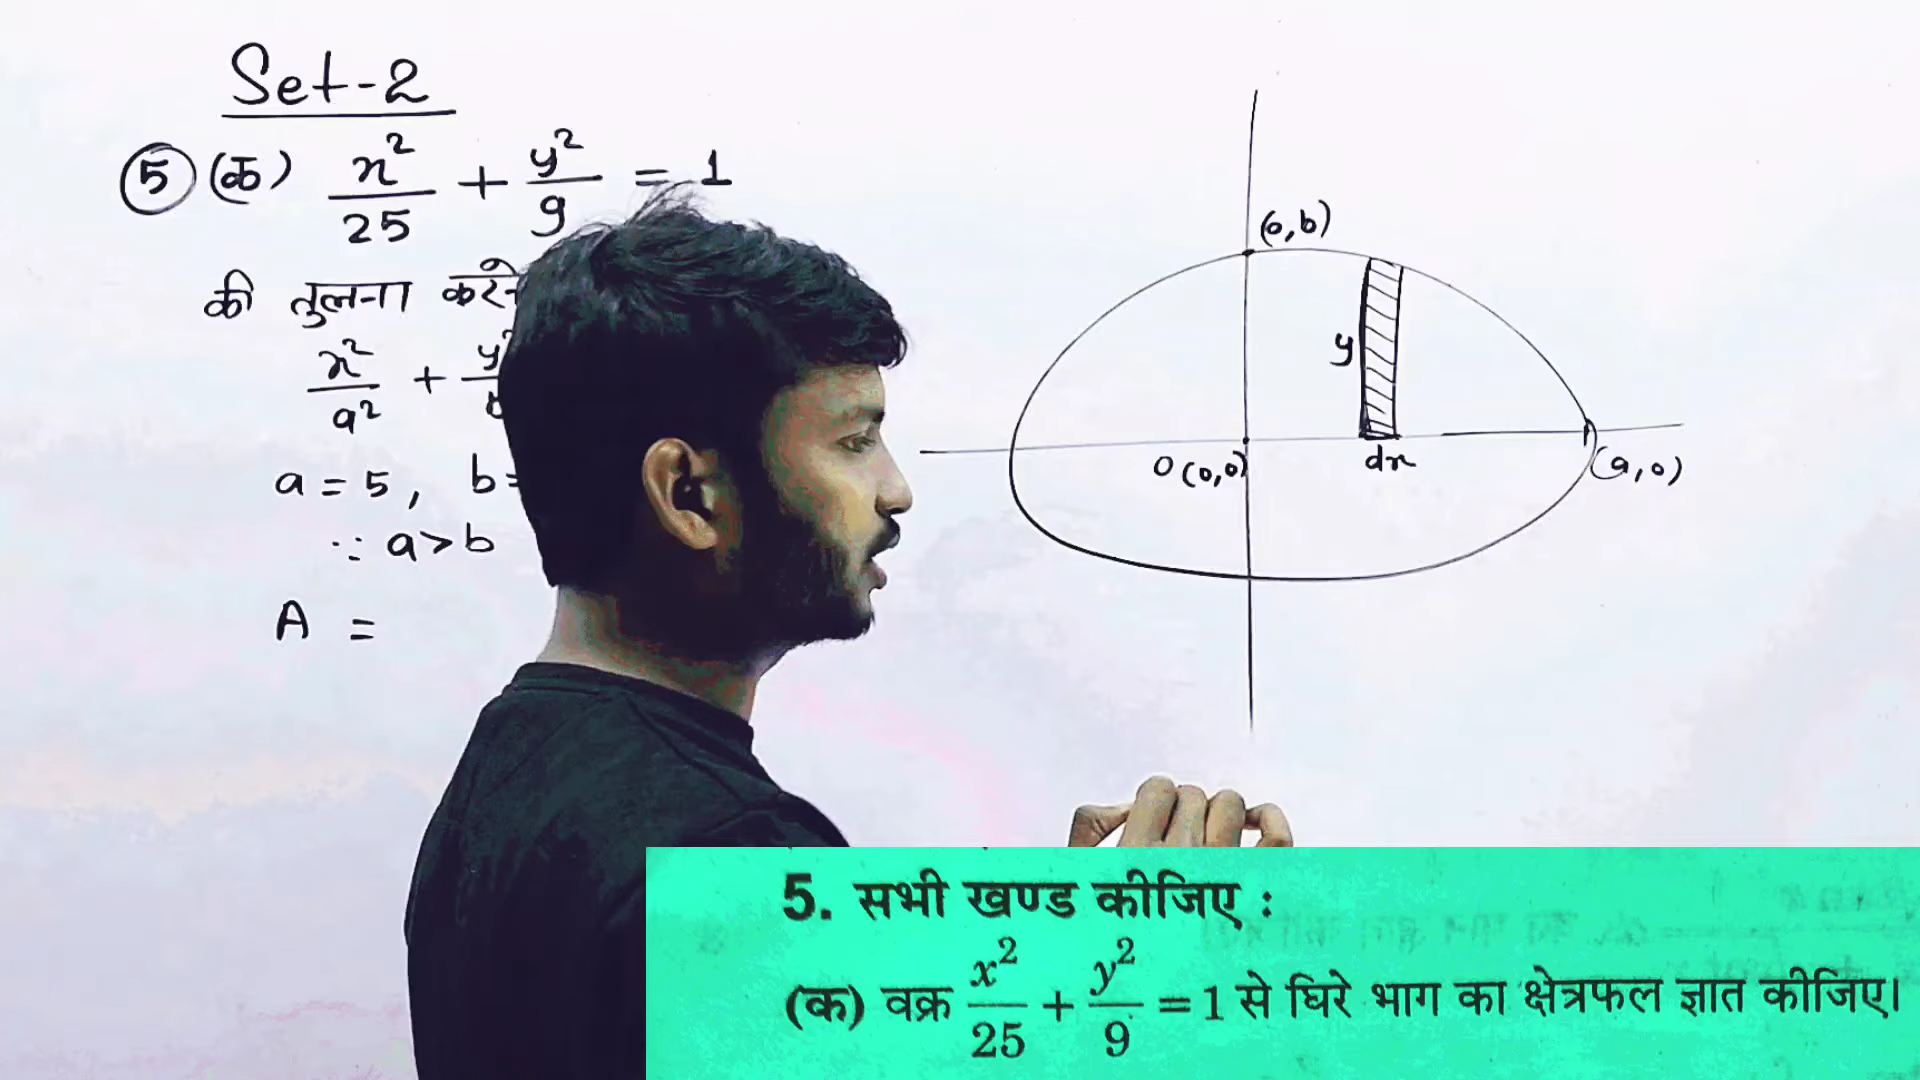 Set-2
5 (क) x²/25 + y²/9 = 1
की तुलना करने
x²/a² + y²
a = 5, b =
∵ a > b
A =
(0, b)
y
O (0,0)
dx
(a, 0)
5. सभी खण्ड कीजिए :
(क) वक्र x²/25 + y²/9 = 1 से घिरे भाग का क्षेत्रफल ज्ञात कीजिए।